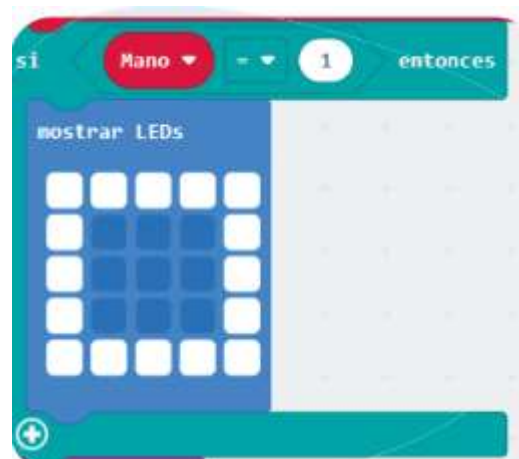 si Mano = 1 entonces
mostrar LEDs